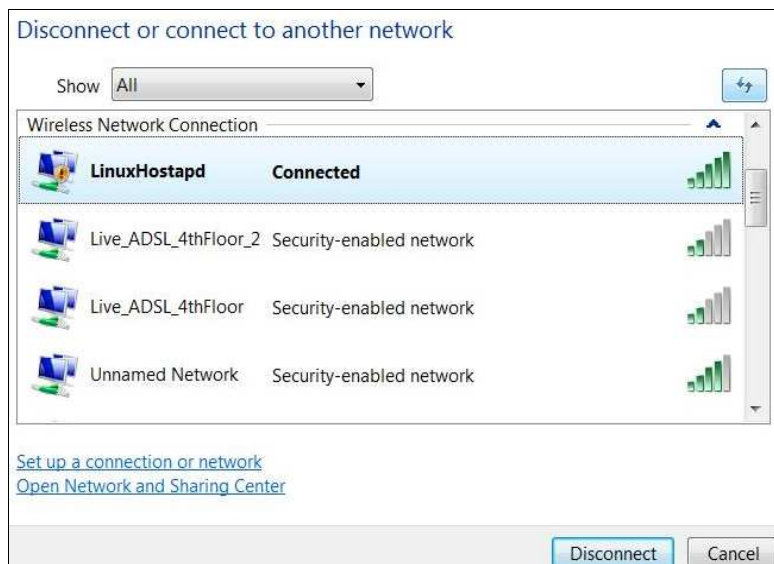 Disconnect or connect to another network
Show All
Wireless Network Connection
LinuxHostapd Connected
Live_ADSL_4thFloor_2 Security-enabled network
Live_ADSL_4thFloor Security-enabled network
Unnamed Network Security-enabled network
Set up a connection or network
Open Network and Sharing Center
Disconnect Cancel